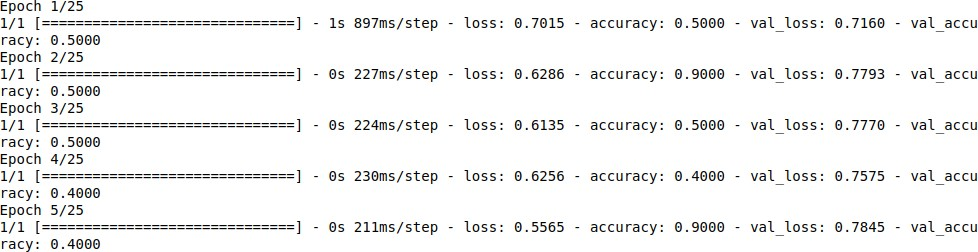 Epoch 1/25
1/1 [==============================] - 1s 897ms/step - loss: 0.7015 - accuracy: 0.5000 - val_loss: 0.7160 - val_accu
racy: 0.5000
Epoch 2/25
1/1 [==============================] - 0s 227ms/step - loss: 0.6286 - accuracy: 0.9000 - val_loss: 0.7793 - val_accu
racy: 0.5000
Epoch 3/25
1/1 [==============================] - 0s 224ms/step - loss: 0.6135 - accuracy: 0.5000 - val_loss: 0.7770 - val_accu
racy: 0.5000
Epoch 4/25
1/1 [==============================] - 0s 230ms/step - loss: 0.6256 - accuracy: 0.4000 - val_loss: 0.7575 - val_accu
racy: 0.4000
Epoch 5/25
1/1 [==============================] - 0s 211ms/step - loss: 0.5565 - accuracy: 0.9000 - val_loss: 0.7845 - val_accu
racy: 0.4000